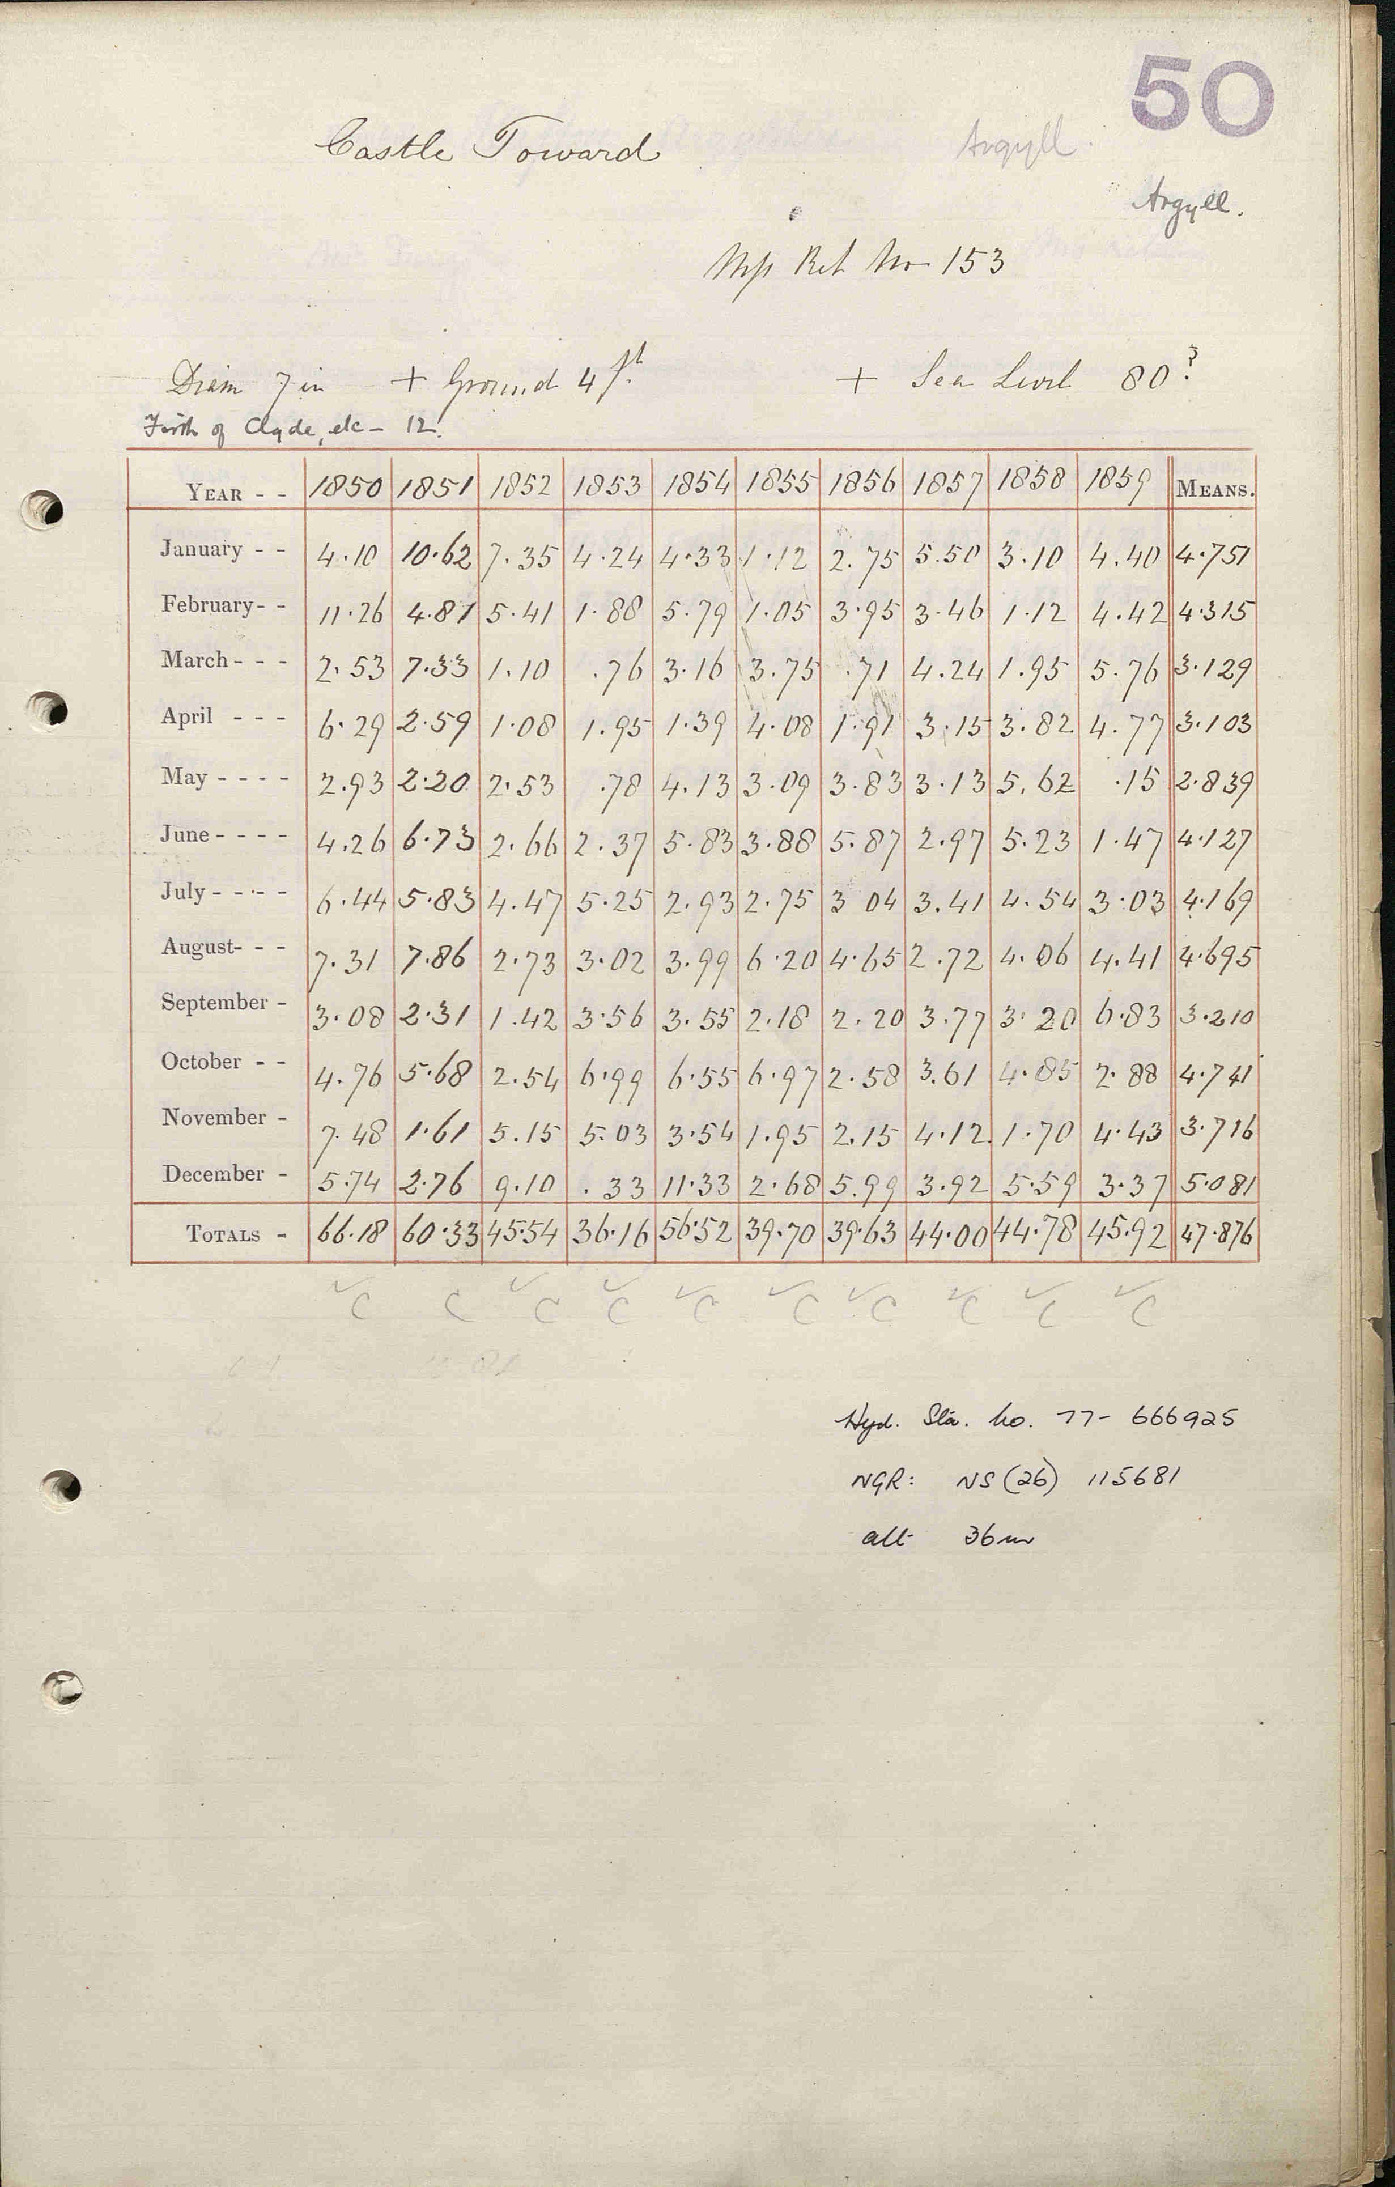 50
Castle Toward Argyll.
Argyll.
Ret No 153
Diam 7 in + Ground 4 ft. + Sea Level 80?
Firth of Clyde, etc - 12.
YEAR - - 1850 1851 1852 1853 1854 1855 1856 1857 1858 1859 MEANS.
January - - 4.10 10.62 7.35 4.24 4.33 1.12 2.75 5.50 3.10 4.40 4.751
February - - 11.26 4.81 5.41 1.88 5.79 1.05 3.95 3.46 1.12 4.42 4.315
March - - - 2.53 7.33 1.10 .76 3.16 3.75 .71 4.24 1.95 5.76 3.129
April - - - 6.29 2.59 1.08 1.95 1.39 4.08 1.91 3.15 3.82 4.77 3.103
May - - - - 2.93 2.20 2.53 .78 4.13 3.09 3.83 3.13 5.62 .15 2.839
June - - - - 4.26 6.73 2.66 2.37 5.83 3.88 5.87 2.97 5.23 1.47 4.127
July - - - - 6.44 5.83 4.47 5.25 2.93 2.75 3 04 3.41 4.54 3.03 4.169
August - - - 7.31 7.86 2.73 3.02 3.99 6.20 4.65 2.72 4.06 4.41 4.695
September - 3.08 2.31 1.42 3.56 3.55 2.18 2.20 3.77 3.20 6.83 3.210
October - - 4.76 5.68 2.54 6.99 6.55 6.97 2.58 3.61 4.85 2.88 4.741
November - 7.48 1.61 5.15 5.03 3.54 1.95 2.15 4.12 1.70 4.43 3.716
December - 5.74 2.76 9.10 .33 11.33 2.68 5.99 3.92 5.59 3.37 5.081
TOTALS - 66.18 60.33 45.54 36.16 56.52 39.70 39.63 44.00 44.78 45.92 47.876
✓C C ✓C ✓C ✓C ✓C ✓C ✓C ✓C ✓C
Hyd. Sta. No. 77- 666925
NGR: NS (26) 115681
alt 36m